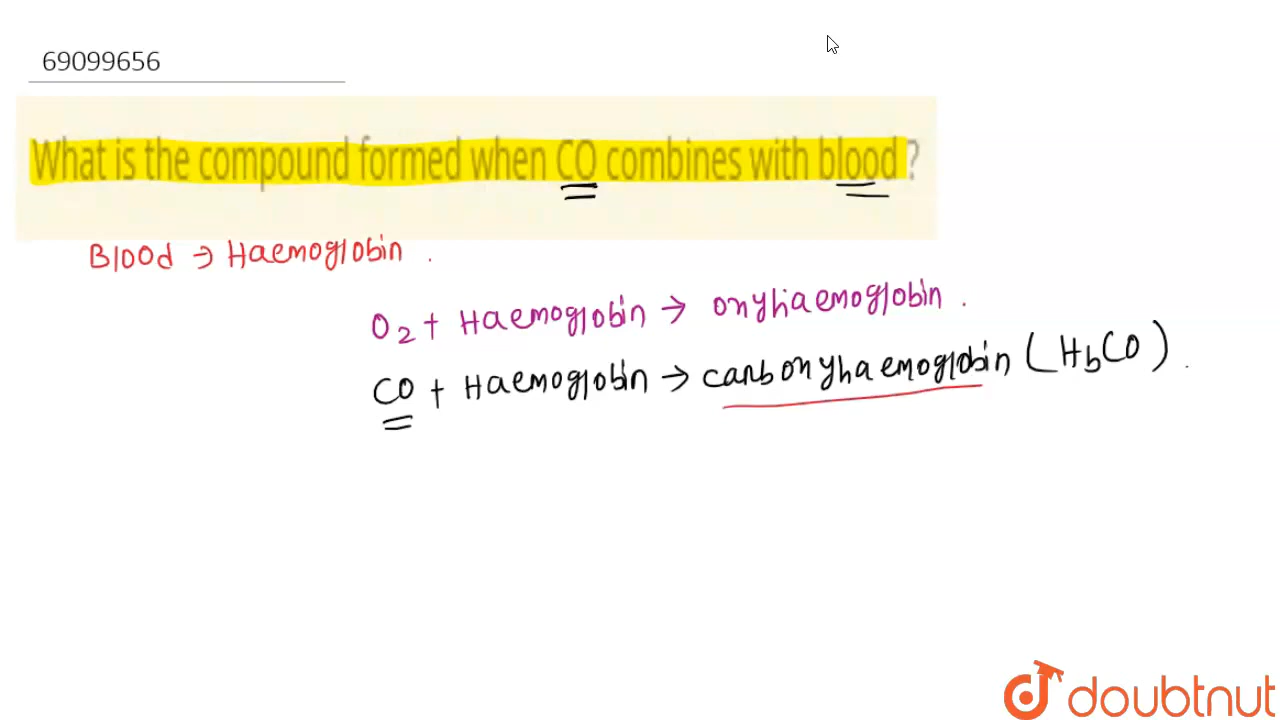 69099656
What is the compound formed when CO combines with blood ?
Blood → Haemoglobin .
O2 + Haemoglobin → oxyhaemoglobin .
CO + Haemoglobin → carboxyhaemoglobin (HbCO) .
doubtnut